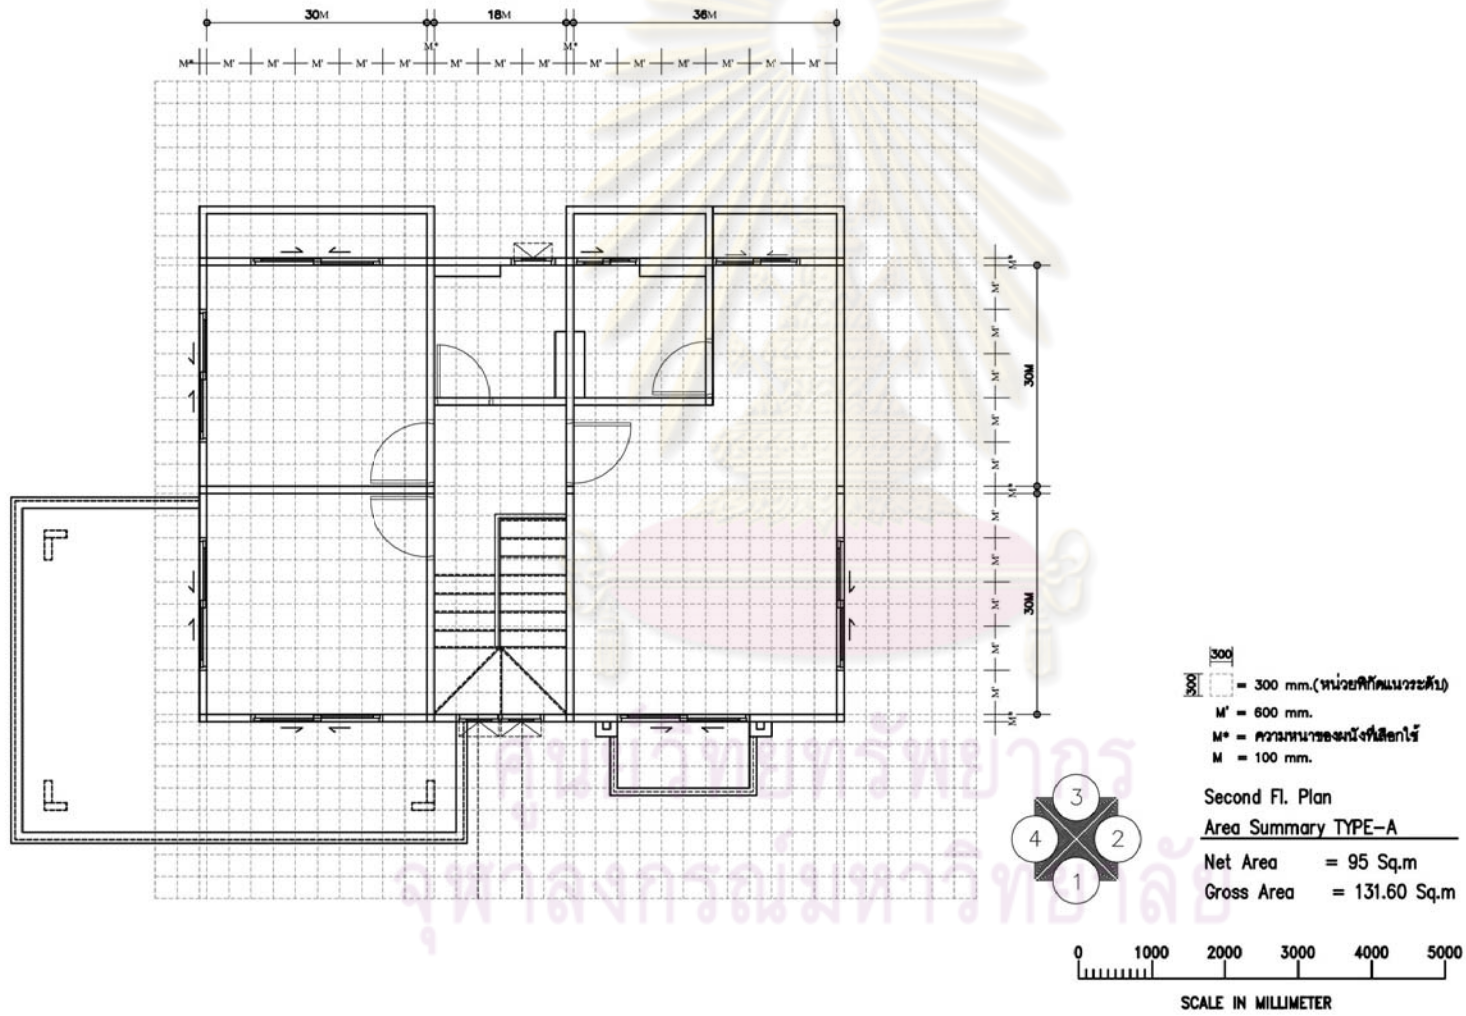 30M 18M 36M
M* M*
M* M' M' M' M' M' M' M' M' M' M' M' M' M' M'
M*
M'
M'
M'
30M
M'
M'
M*
M'
M'
30M
M'
M'
M'
M*
300
300 = 300 mm.(หน่วยพิกัดแนวระดับ)
M' = 600 mm.
M* = ความหนาของผนังที่เลือกใช้
M = 100 mm.
Second Fl. Plan
Area Summary TYPE-A
Net Area = 95 Sq.m
Gross Area = 131.60 Sq.m
3
4 2
1
0 1000 2000 3000 4000 5000
SCALE IN MILLIMETER
ศูนย์วิทยทรัพยากร
จุฬาลงกรณ์มหาวิทยาลัย